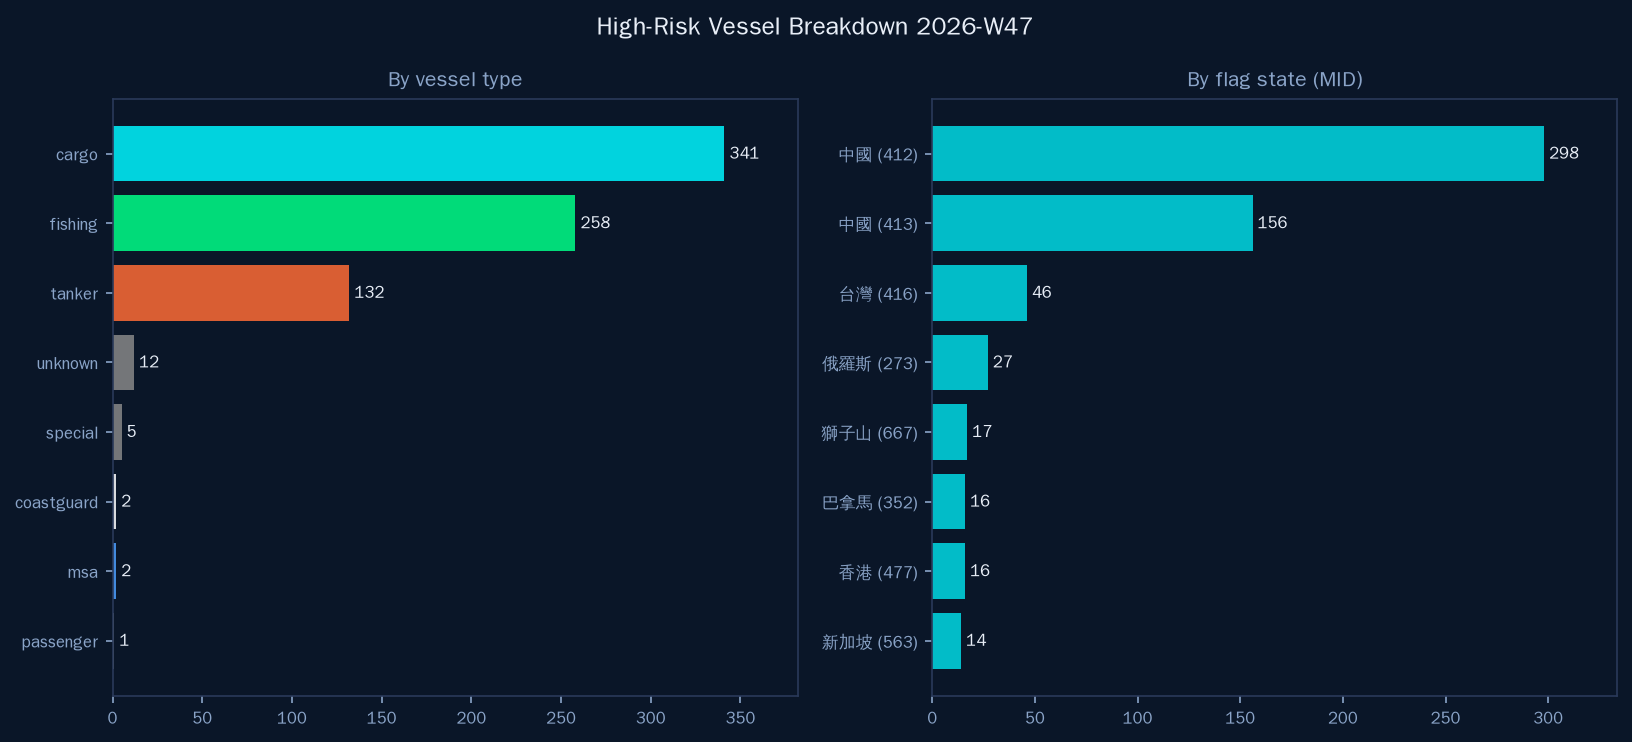 High-Risk Vessel Breakdown 2026-W47
By vessel type
cargo 341
fishing 258
tanker 132
unknown 12
special 5
coastguard 2
msa 2
passenger 1
0 50 100 150 200 250 300 350
By flag state (MID)
中國 (412) 298
中國 (413) 156
台灣 (416) 46
俄羅斯 (273) 27
獅子山 (667) 17
巴拿馬 (352) 16
香港 (477) 16
新加坡 (563) 14
0 50 100 150 200 250 300